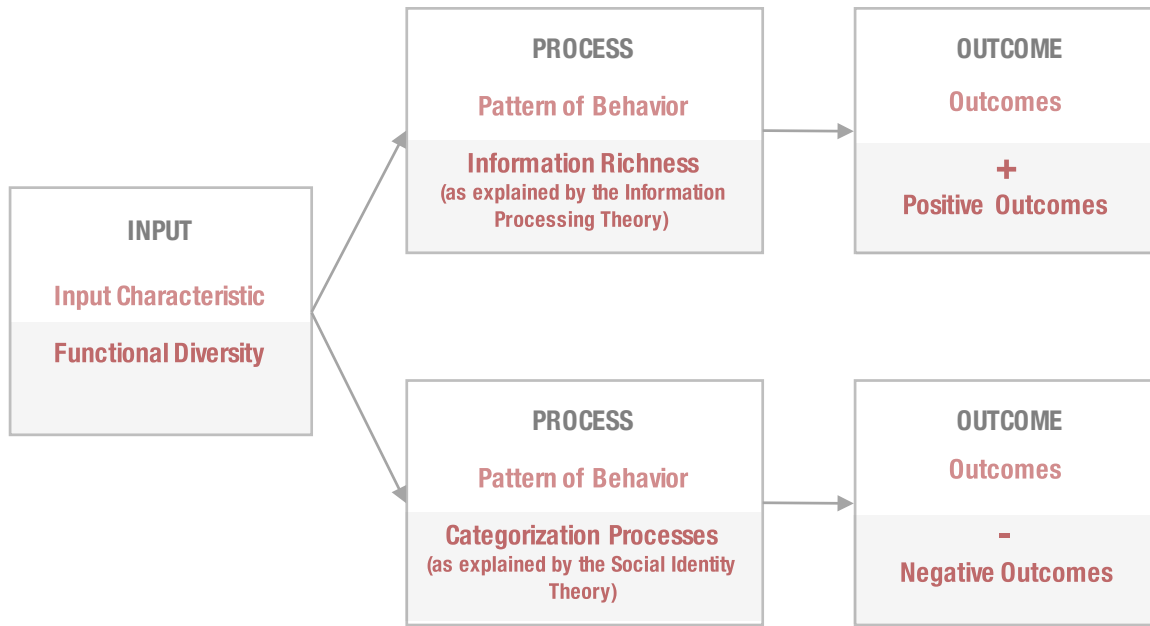 INPUT
Input Characteristic
Functional Diversity
PROCESS
Pattern of Behavior
Information Richness
(as explained by the Information
Processing Theory)
OUTCOME
Outcomes
+
Positive Outcomes
PROCESS
Pattern of Behavior
Categorization Processes
(as explained by the Social Identity
Theory)
OUTCOME
Outcomes
-
Negative Outcomes